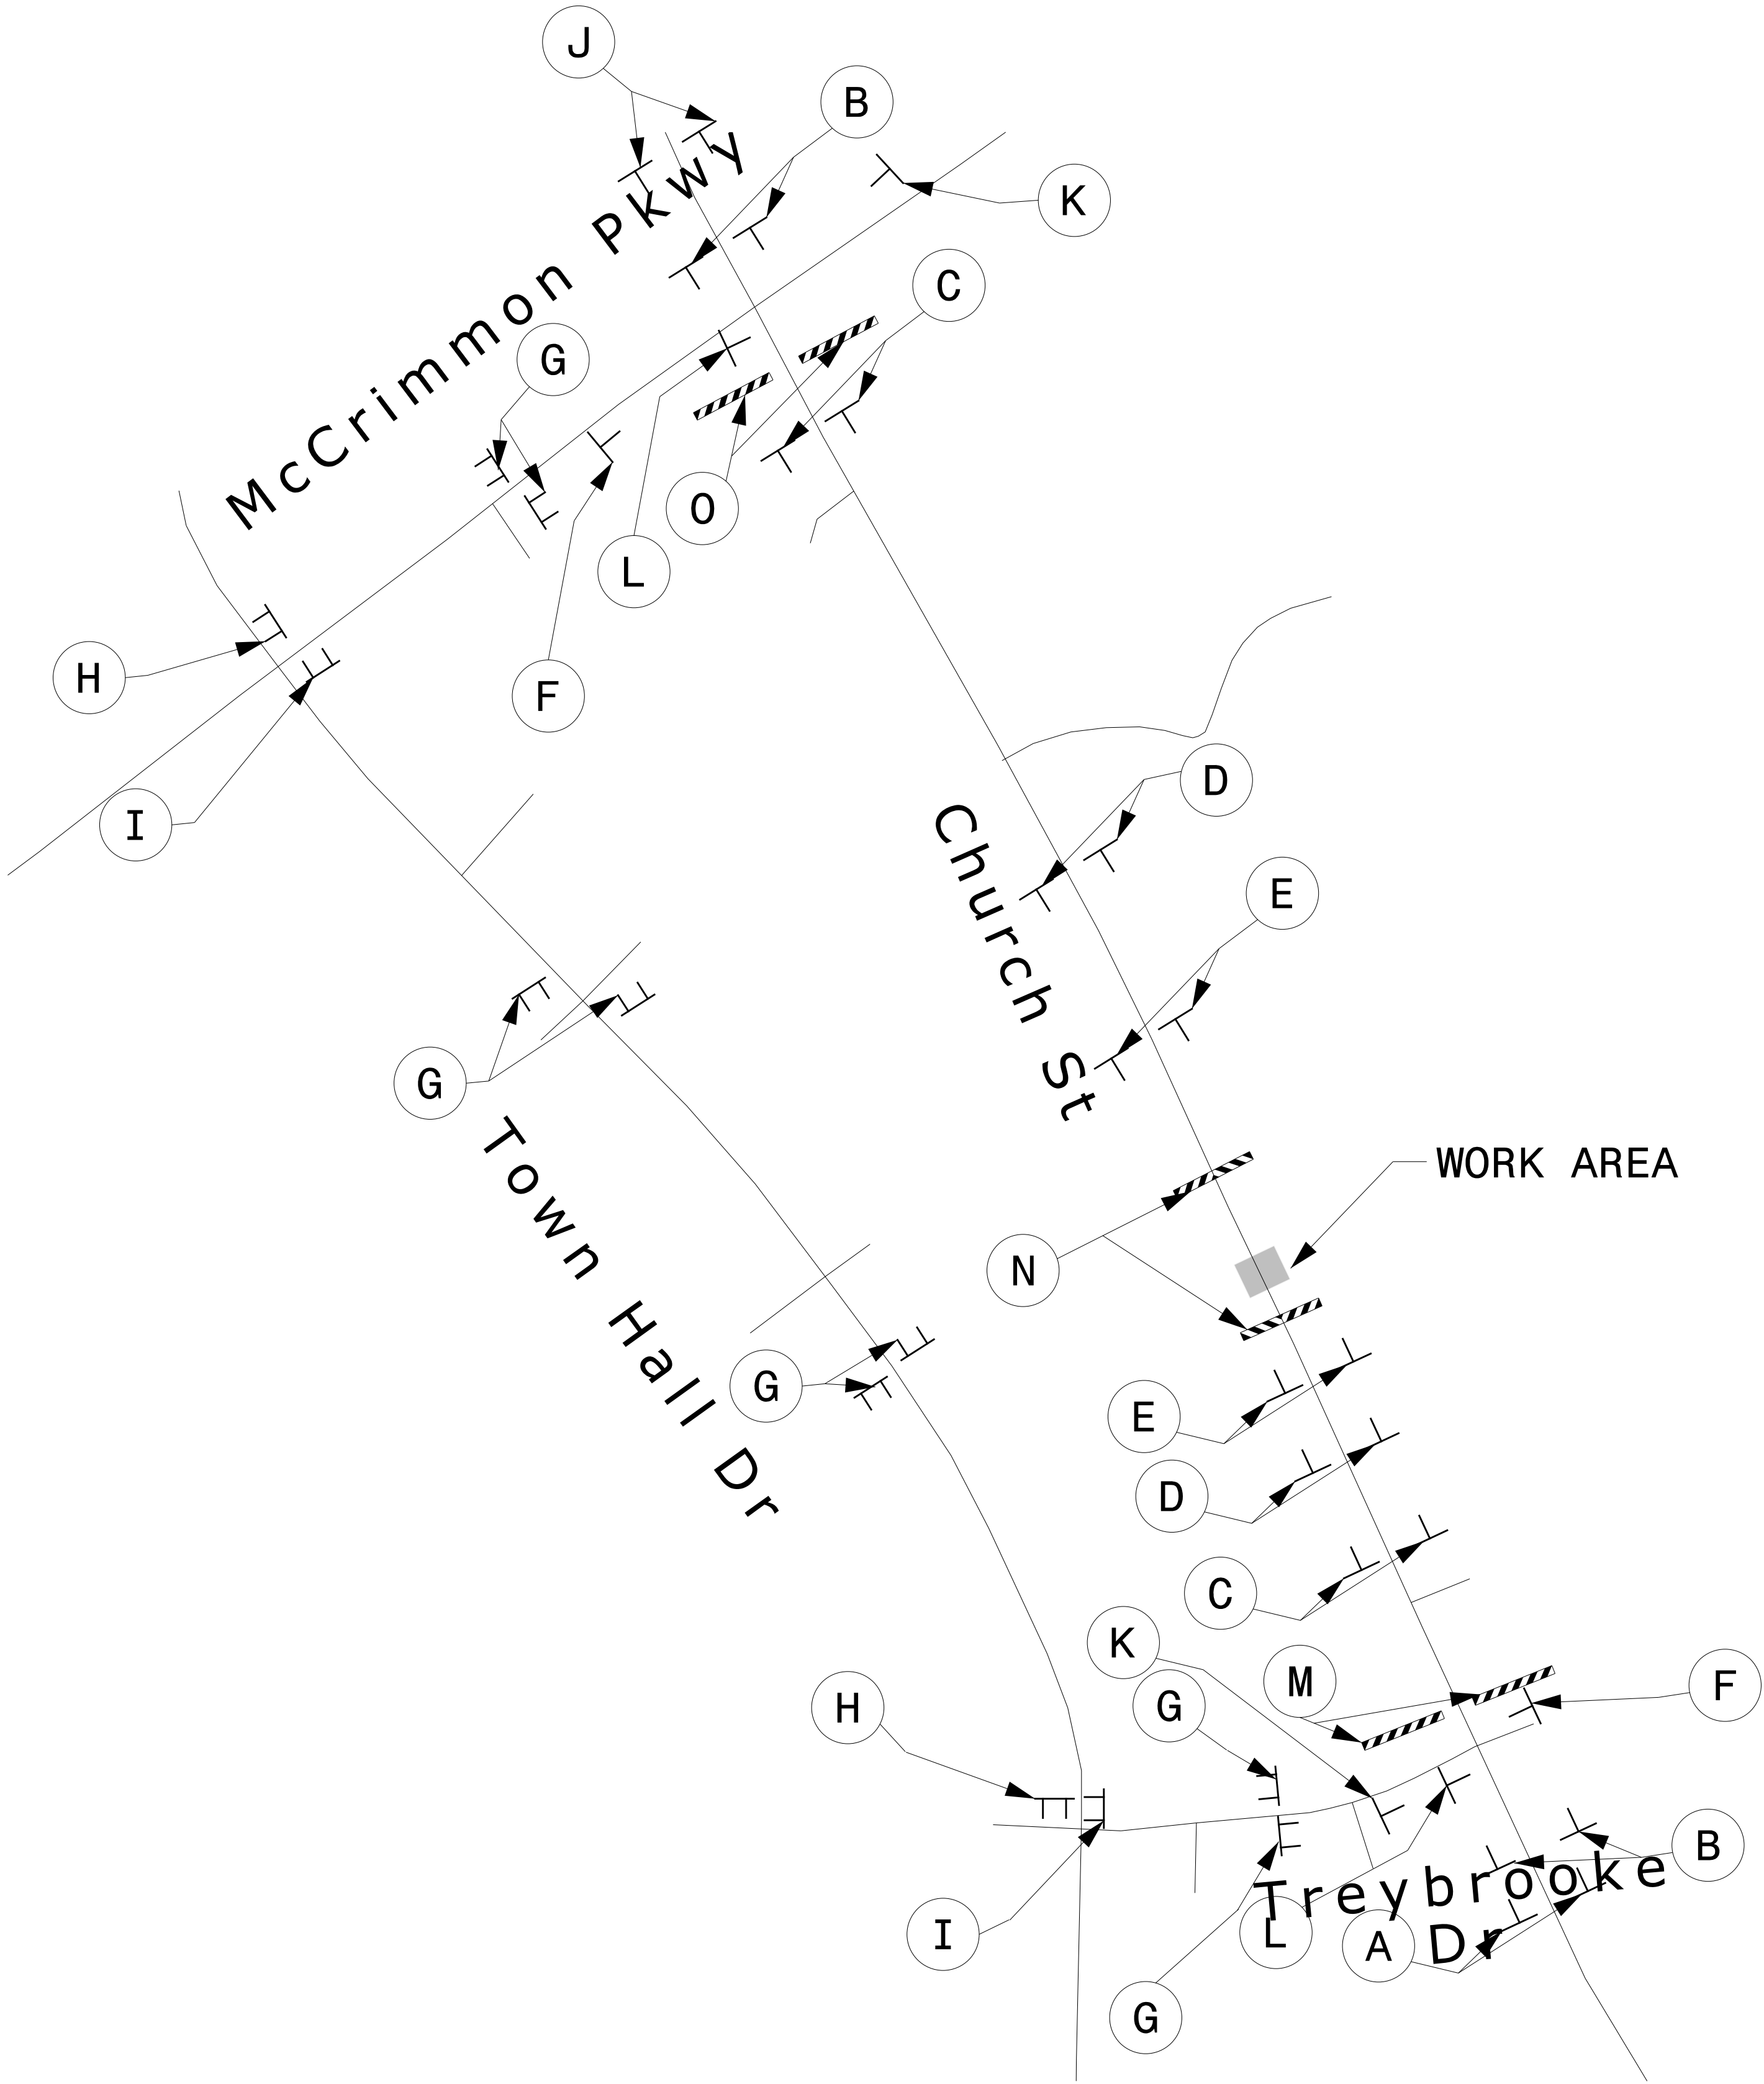 J
B
K
McCrimmon Pkwy
C
G
O
L
H
F
I
D
Church St
E
G
Town Hall Dr
WORK AREA
N
G
E
D
C
K
M
F
G
H
B
Treybrooke
Dr
I
L
A
G